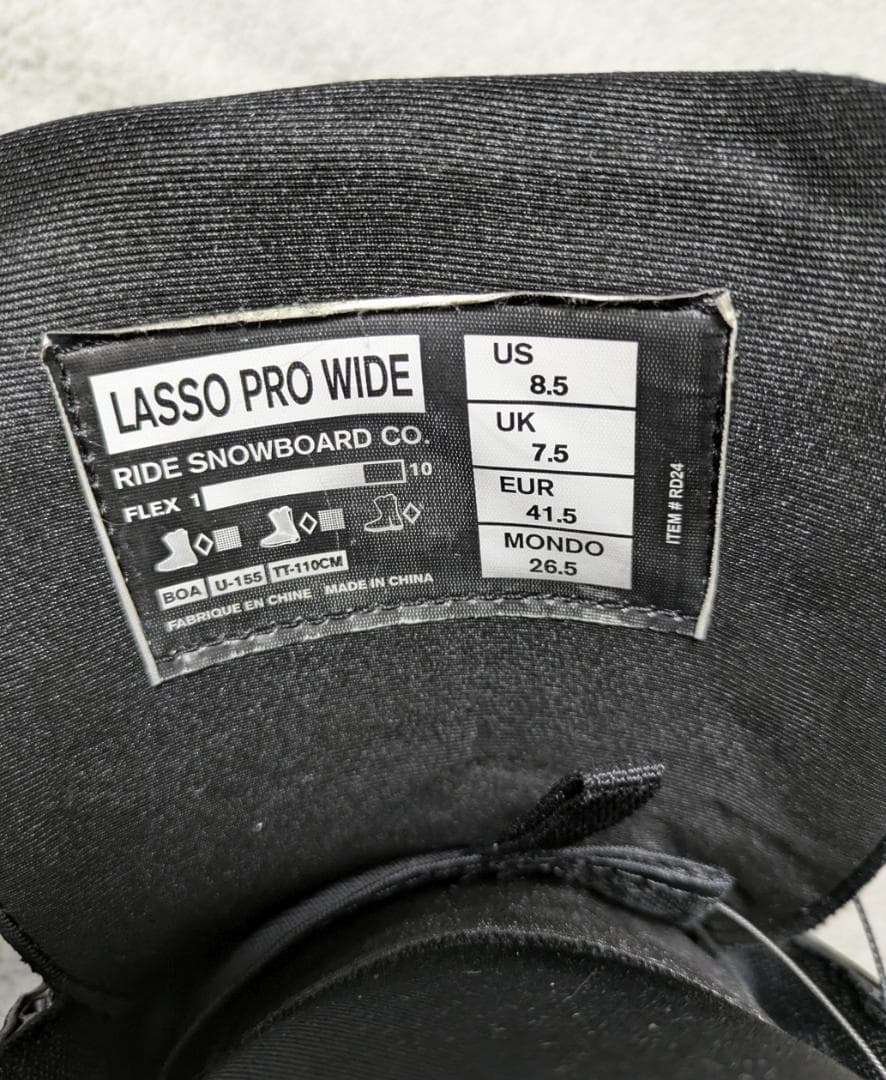 LASSO PRO WIDE
RIDE SNOWBOARD CO.
FLEX 1 10
BOA U-155 TT-110CM
FABRIQUE EN CHINE MADE IN CHINA
US
8.5
UK
7.5
EUR
41.5
MONDO
26.5
ITEM # RD24